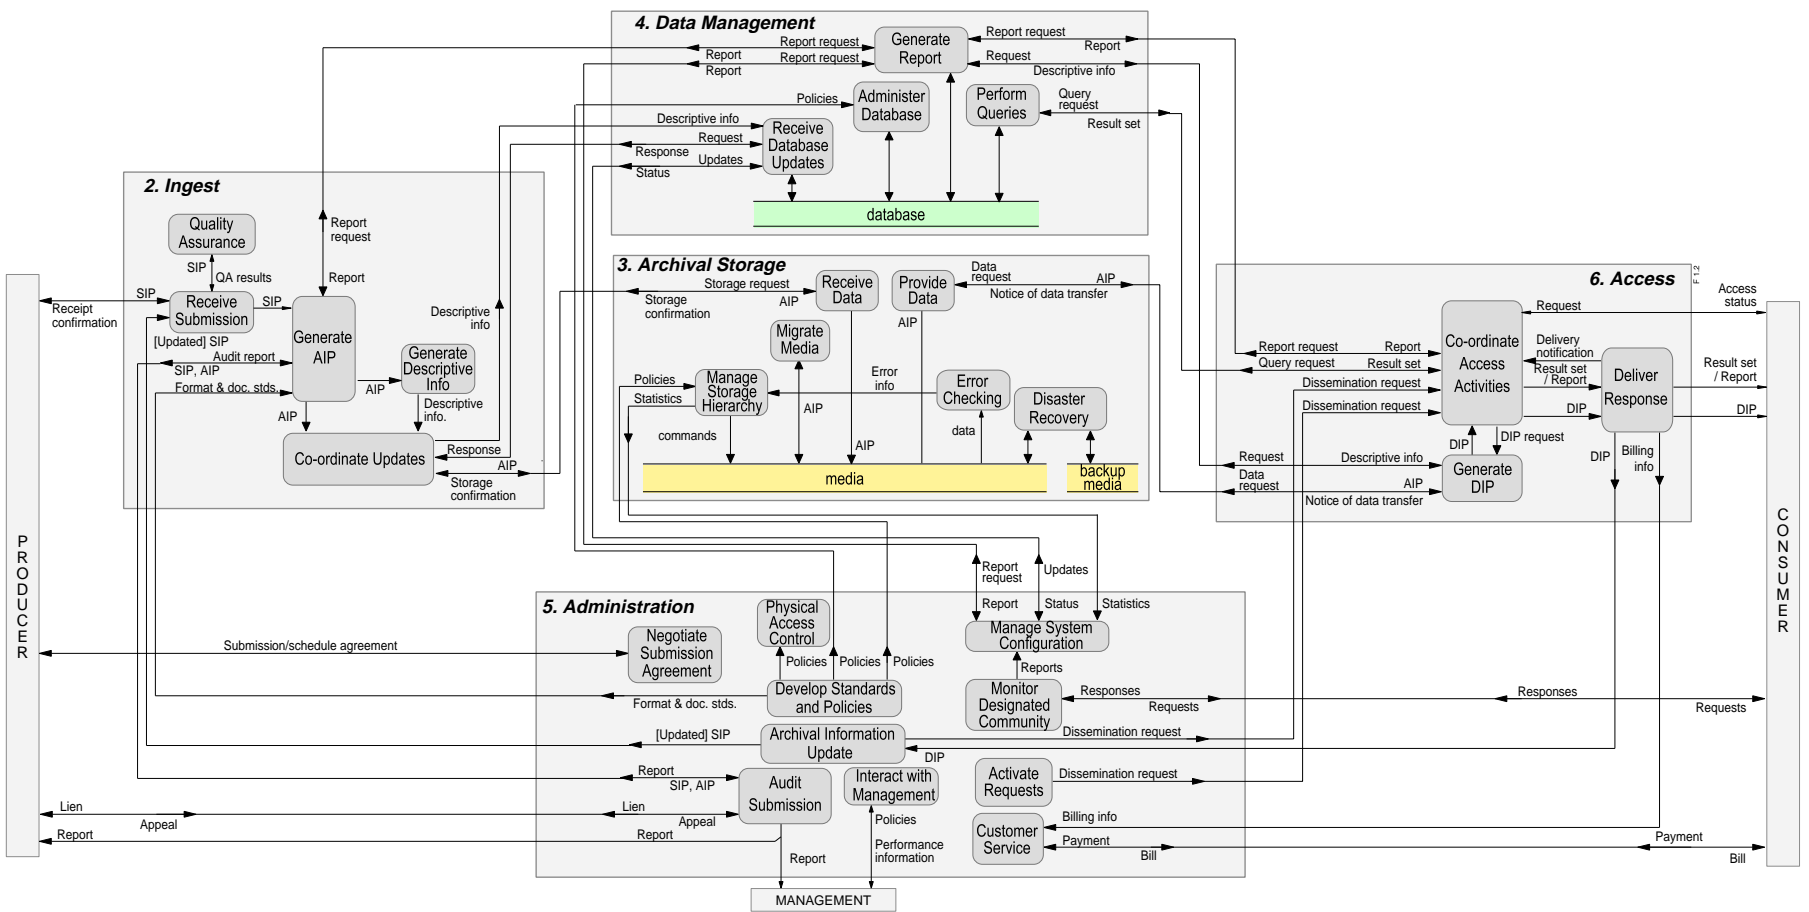 4. Data Management
Generate
Report
Report request
Report
Report request
Report
Report request
Report
Request
Descriptive info
Policies
Administer
Database
Perform
Queries
Query
request
Result set
Descriptive info
Request
Response
Updates
Status
Receive
Database
Updates
database
2. Ingest
Quality
Assurance
SIP
QA results
Report
request
Report
SIP
Receipt
confirmation
Receive
Submission
SIP
[Updated] SIP
Generate
AIP
Audit report
SIP, AIP
Format & doc. stds.
AIP
AIP
Generate
Descriptive
Info
Descriptive
info
Descriptive
info.
Co-ordinate Updates
Response
AIP
Storage
confirmation
3. Archival Storage
Storage request
Storage
confirmation
AIP
Receive
Data
Provide
Data
Data
request
AIP
Notice of data transfer
AIP
Migrate
Media
Policies
Statistics
Manage
Storage
Hierarchy
Error
info
Error
Checking
Disaster
Recovery
commands
AIP
AIP
data
media
backup
media
6. Access
F 1.2
Access
status
Request
Co-ordinate
Access
Activities
Delivery
notification
Result set
/ Report
DIP
Deliver
Response
Result set
/ Report
DIP
Report request
Report
Query request
Result set
Dissemination request
Dissemination request
DIP
DIP request
DIP
Billing
info
Request
Descriptive info
Data
request
AIP
Notice of data transfer
Generate
DIP
PRODUCER
CONSUMER
5. Administration
Report
request
Updates
Report
Status
Statistics
Physical
Access
Control
Manage System
Configuration
Submission/schedule agreement
Negotiate
Submission
Agreement
Policies
Policies
Policies
Reports
Format & doc. stds.
Develop Standards
and Policies
Monitor
Designated
Community
Responses
Requests
Responses
Requests
[Updated] SIP
Archival Information
Update
Dissemination request
DIP
Report
SIP, AIP
Audit
Submission
Interact with
Management
Activate
Requests
Dissemination request
Lien
Appeal
Lien
Appeal
Report
Report
Policies
Customer
Service
Billing info
Payment
Bill
Payment
Bill
Report
Performance
information
MANAGEMENT